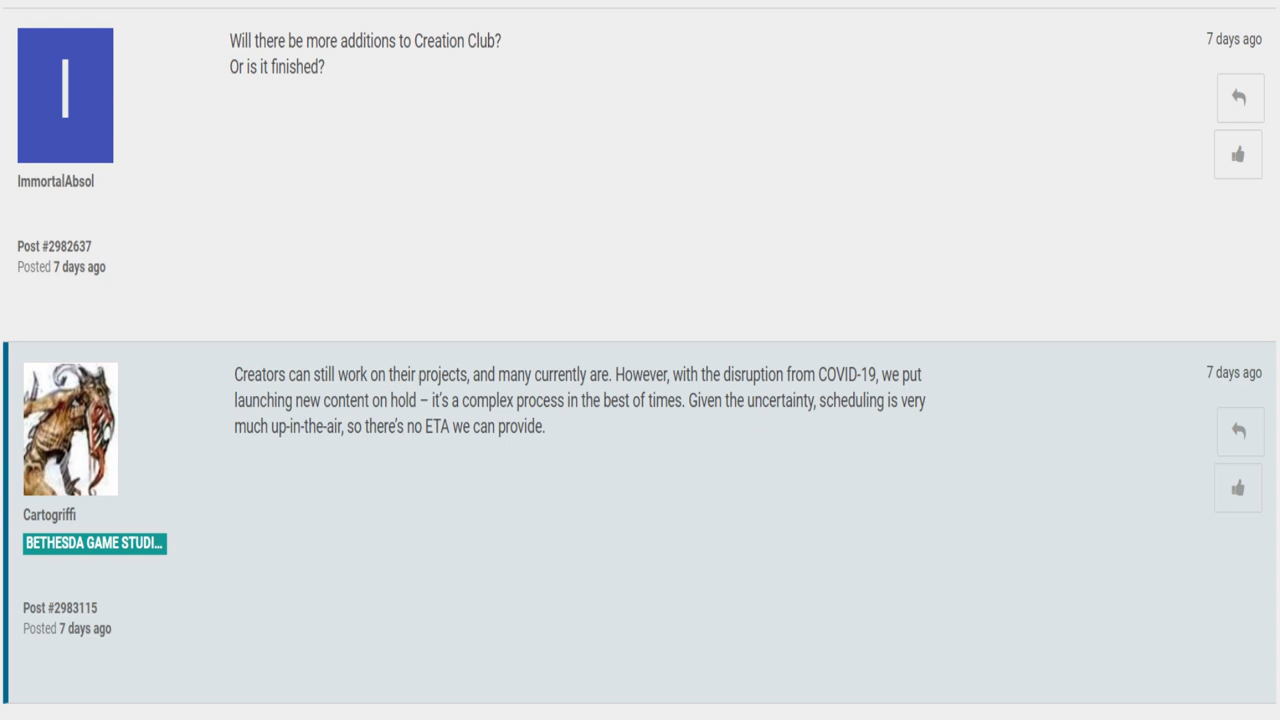 Will there be more additions to Creation Club?
Or is it finished?
7 days ago
I
ImmortalAbsol
Post #2982637
Posted 7 days ago
Creators can still work on their projects, and many currently are. However, with the disruption from COVID-19, we put
launching new content on hold – it's a complex process in the best of times. Given the uncertainty, scheduling is very
much up-in-the-air, so there's no ETA we can provide.
7 days ago
Cartogriffi
BETHESDA GAME STUDI...
Post #2983115
Posted 7 days ago